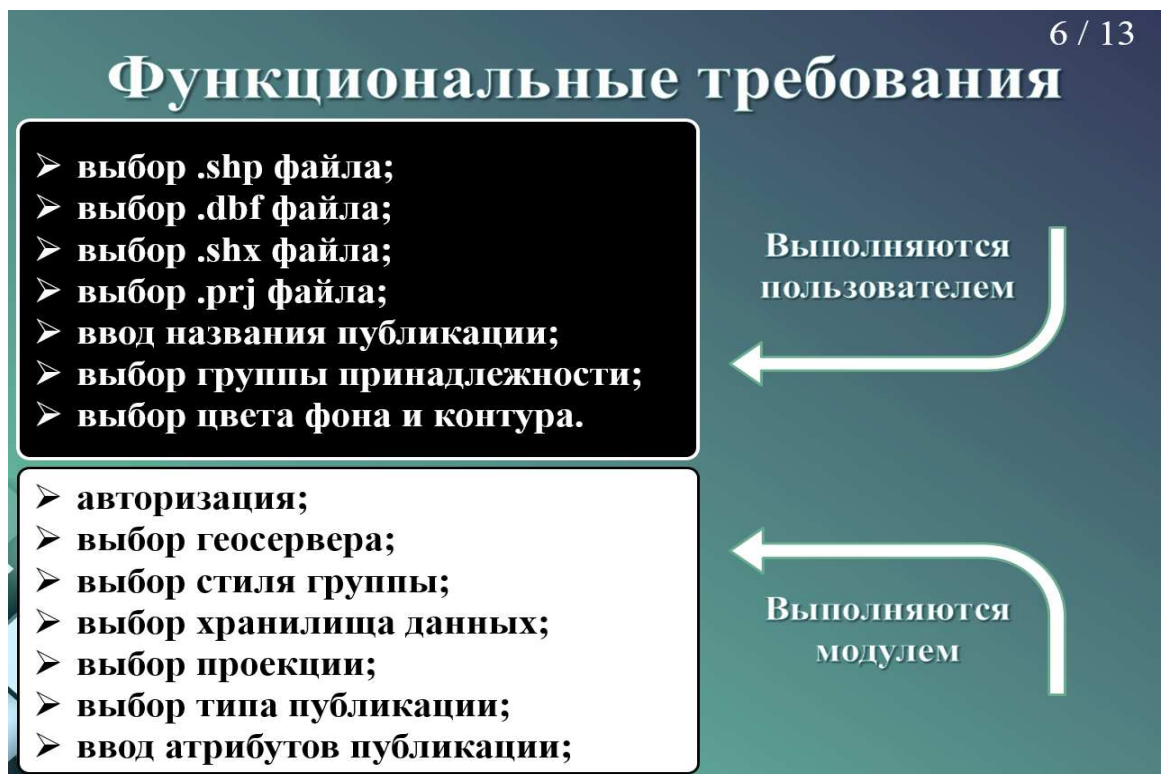 6 / 13
Функциональные требования
➢ выбор .shp файла;
➢ выбор .dbf файла;
➢ выбор .shx файла;
➢ выбор .prj файла;
➢ ввод названия публикации;
➢ выбор группы принадлежности;
➢ выбор цвета фона и контура.
Выполняются
пользователем
➢ авторизация;
➢ выбор геосервера;
➢ выбор стиля группы;
➢ выбор хранилища данных;
➢ выбор проекции;
➢ выбор типа публикации;
➢ ввод атрибутов публикации;
Выполняются
модулем